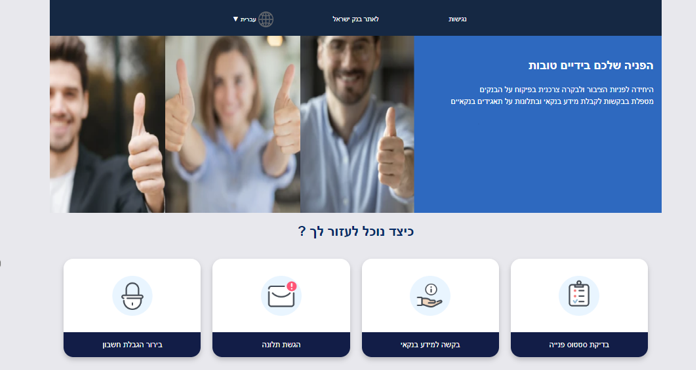 נגישות
לאתר בנק ישראל
עברית ▼
הפניה שלכם בידיים טובות
היחידה לפניות הציבור ולבקרה צרכנית בפיקוח על הבנקים
מטפלת בבקשות לקבלת מידע בנקאי ובתלונות על תאגידים בנקאיים
כיצד נוכל לעזור לך ?
בדיקת סטטוס פנייה
בקשה למידע בנקאי
הגשת תלונה
בירור הגבלת חשבון